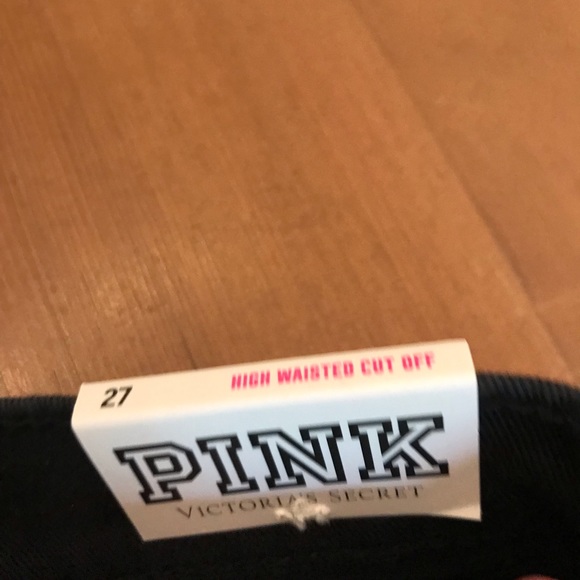 27 HIGH WAISTED CUT OFF
PINK
VICTORIA'S SECRET